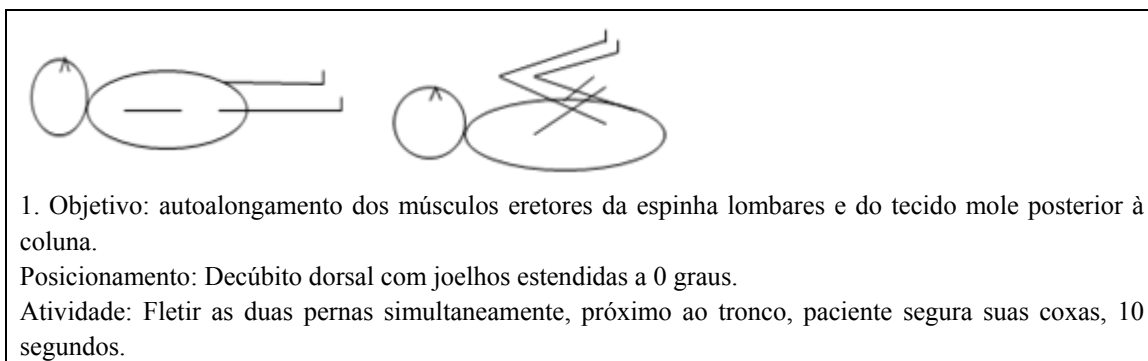 1. Objetivo: autoalongamento dos músculos eretores da espinha lombares e do tecido mole posterior à
coluna.
Posicionamento: Decúbito dorsal com joelhos estendidas a 0 graus.
Atividade: Fletir as duas pernas simultaneamente, próximo ao tronco, paciente segura suas coxas, 10
segundos.